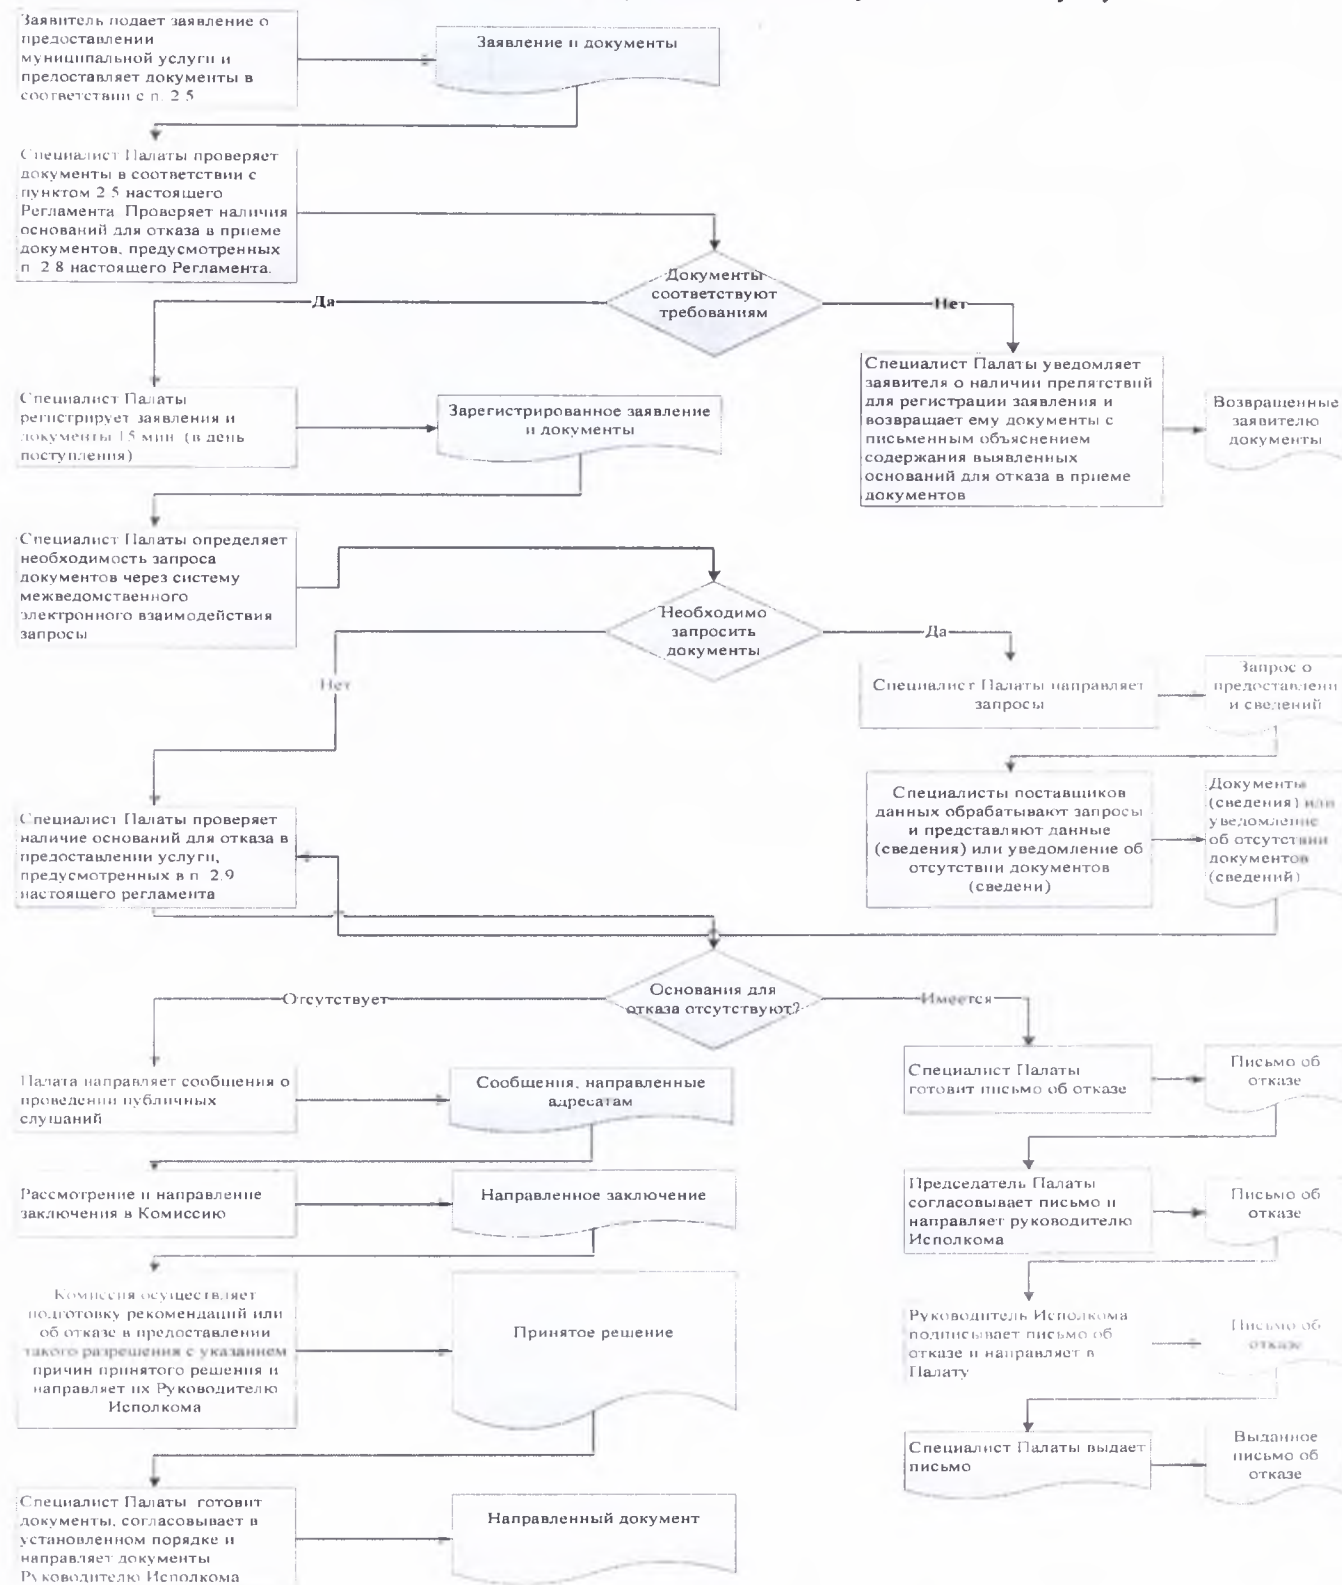 Заявитель подает заявление о
предоставлении
муниципальной услуги и
предоставляет документы в
соответствии с п. 2.5
Заявление и документы
Специалист Палаты проверяет
документы в соответствии с
пунктом 2.5 настоящего
Регламента. Проверяет наличия
оснований для отказа в приеме
документов, предусмотренных
п. 2.8 настоящего Регламента.
Документы
соответствуют
требованиям
Да
Нет
Специалист Палаты
регистрирует заявления и
документы 15 мин. (в день
поступления)
Зарегистрированное заявление
и документы
Специалист Палаты уведомляет
заявителя о наличии препятствий
для регистрации заявления и
возвращает ему документы с
письменным объяснением
содержания выявленных
оснований для отказа в приеме
документов
Возвращенные
заявителю
документы
Специалист Палаты определяет
необходимость запроса
документов через систему
межведомственного
электронного взаимодействия
запросы
Необходимо
запросить
документы
Да
Нет
Специалист Палаты направляет
запросы
Запрос о
предоставлени
и сведений
Специалисты поставщиков
данных обрабатывают запросы
и представляют данные
(сведения) или уведомление об
отсутствии документов
(сведени)
Документы
(сведения) или
уведомление
об отсутствии
документов
(сведений)
Специалист Палаты проверяет
наличие оснований для отказа в
предоставлении услуги,
предусмотренных в п. 2.9
настоящего регламента
Основания для
отказа отсутствуют?
Отсутствует
Имеется
Палата направляет сообщения о
проведении публичных
слушаний
Сообщения, направленные
адресатам
Специалист Палаты
готовит письмо об отказе
Письмо об
отказе
Рассмотрение и направление
заключения в Комиссию
Направленное заключение
Председатель Палаты
согласовывает письмо и
направляет руководителю
Исполкома
Письмо об
отказе
Комиссия осуществляет
подготовку рекомендаций или
об отказе в предоставлении
такого разрешения с указанием
причин принятого решения и
направляет их Руководителю
Исполкома
Принятое решение
Руководитель Исполкома
подписывает письмо об
отказе и направляет в
Палату
Письмо об
отказе
Специалист Палаты выдает
письмо
Выданное
письмо об
отказе
Специалист Палаты готовит
документы, согласовывает в
установленном порядке и
направляет документы
Руководителю Исполкома
Направленный документ